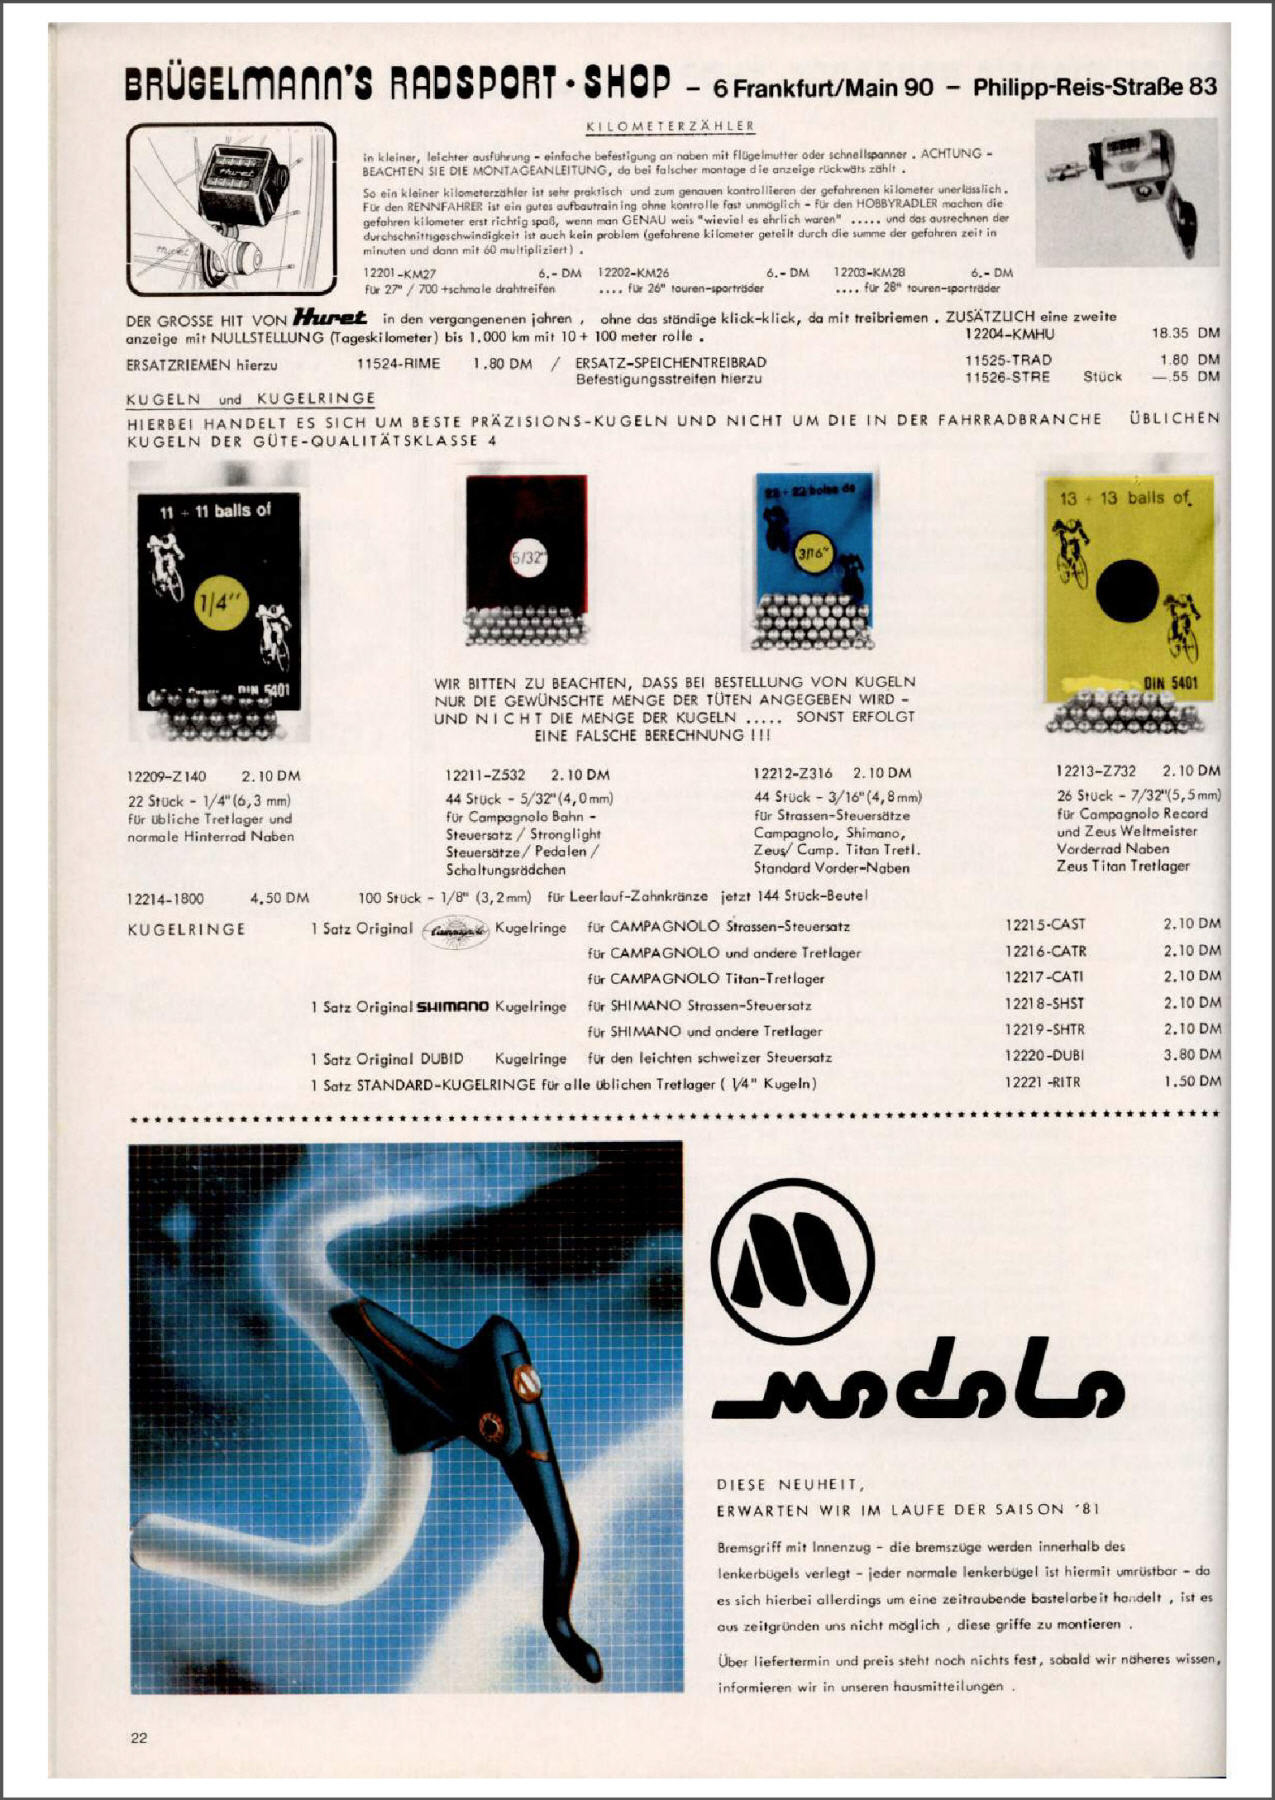 BRÜGELMANN'S RADSPORT · SHOP – 6 Frankfurt/Main 90 – Philipp-Reis-Straße 83
KILOMETERZÄHLER
in kleiner, leichter ausführung – einfache befestigung an naben mit flügelmutter oder schnellspanner . ACHTUNG –
BEACHTEN SIE DIE MONTAGEANLEITUNG, da bei falscher montage die anzeige rückwäts zählt .
So ein kleiner kilometerzähler ist sehr praktisch und zum genauen kontrollieren der gefahrenen kilometer unerlässlich .
Für den RENNFAHRER ist ein gutes aufbautraining ohne kontrolle fast unmöglich – für den HOBBYRADLER machen die
gefahren kilometer erst richtig spaß, wenn man GENAU weis "wieviel es ehrlich waren" ..... und das ausrechnen der
durchschnittsgeschwindigkeit ist auch kein problem (gefahrene kilometer geteilt durch die summe der gefahren zeit in
minuten und dann mit 60 multipliziert) .
12201-KM27 6.- DM 12202-KM26 6.- DM 12203-KM28 6.- DM
für 27" / 700 +schmale drahtreifen .... für 26" touren-sporträder .... für 28" touren-sporträder
Huret
Huret
DER GROSSE HIT VON Huret in den vergangenenen jahren , ohne das ständige klick-klick, da mit treibriemen . ZUSÄTZLICH eine zweite
anzeige mit NULLSTELLUNG (Tageskilometer) bis 1.000 km mit 10 + 100 meter rolle . 12204-KMHU 18.35 DM
ERSATZRIEMEN hierzu 11524-RIME 1.80 DM / ERSATZ-SPEICHENTREIBRAD 11525-TRAD 1.80 DM
Befestigungsstreifen hierzu 11526-STRE Stück —.55 DM
KUGELN und KUGELRINGE
HIERBEI HANDELT ES SICH UM BESTE PRÄZISIONS-KUGELN UND NICHT UM DIE IN DER FAHRRADBRANCHE ÜBLICHEN
KUGELN DER GÜTE-QUALITÄTSKLASSE 4
11 + 11 balls of
1/4"
DIN 5401
5/32"
22 + 22 bolas de
3/16"
13 + 13 balls of
DIN 5401
WIR BITTEN ZU BEACHTEN, DASS BEI BESTELLUNG VON KUGELN
NUR DIE GEWÜNSCHTE MENGE DER TÜTEN ANGEGEBEN WIRD –
UND N I C H T DIE MENGE DER KUGELN ..... SONST ERFOLGT
EINE FALSCHE BERECHNUNG !!!
12209-Z140 2.10 DM
22 Stück – 1/4" (6,3 mm)
für übliche Tretlager und
normale Hinterrad Naben
12211-Z532 2.10 DM
44 Stück – 5/32" (4,0mm)
für Campagnolo Bahn –
Steuersatz / Stronglight
Steuersätze/ Pedalen /
Schaltungsrädchen
12212-Z316 2.10 DM
44 Stück – 3/16" (4,8mm)
für Strassen-Steuersätze
Campagnolo, Shimano,
Zeus/ Camp. Titan Tretl.
Standard Vorder-Naben
12213-Z732 2.10 DM
26 Stück – 7/32"(5,5mm)
für Campagnolo Record
und Zeus Weltmeister
Vorderrad Naben
Zeus Titan Tretlager
12214-1800 4.50 DM 100 Stück – 1/8" (3,2mm) für Leerlauf-Zahnkränze jetzt 144 Stück-Beutel
KUGELRINGE 1 Satz Original Campagnolo Kugelringe für CAMPAGNOLO Strassen-Steuersatz 12215-CAST 2.10 DM
für CAMPAGNOLO und andere Tretlager 12216-CATR 2.10 DM
für CAMPAGNOLO Titan-Tretlager 12217-CATI 2.10 DM
1 Satz Original SHIMANO Kugelringe für SHIMANO Strassen-Steuersatz 12218-SHST 2.10 DM
für SHIMANO und andere Tretlager 12219-SHTR 2.10 DM
1 Satz Original DUBID Kugelringe für den leichten schweizer Steuersatz 12220-DUBI 3.80 DM
1 Satz STANDARD-KUGELRINGE für alle üblichen Tretlager ( 1/4" Kugeln) 12221-RITR 1.50 DM
modolo
DIESE NEUHEIT,
ERWARTEN WIR IM LAUFE DER SAISON '81
Bremsgriff mit Innenzug – die bremszüge werden innerhalb des
lenkerbügels verlegt – jeder normale lenkerbügel ist hiermit umrüstbar – da
es sich hierbei allerdings um eine zeitraubende bastelarbeit handelt , ist es
aus zeitgründen uns nicht möglich , diese griffe zu montieren .
Über liefertermin und preis steht noch nichts fest, sobald wir näheres wissen,
informieren wir in unseren hausmitteilungen .
22